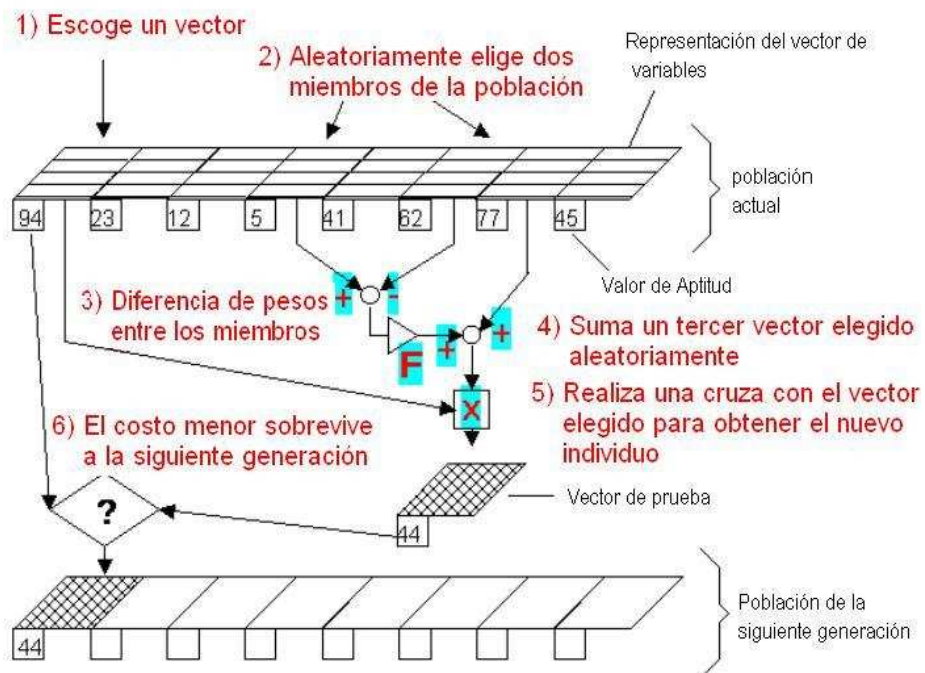 1) Escoge un vector
2) Aleatoriamente elige dos
miembros de la población
Representación del vector de
variables
población
actual
94 23 12 5 41 62 77 45
Valor de Aptitud
3) Diferencia de pesos
entre los miembros
+ -
F
+ +
4) Suma un tercer vector elegido
aleatoriamente
X
5) Realiza una cruza con el vector
elegido para obtener el nuevo
individuo
6) El costo menor sobrevive
a la siguiente generación
?
Vector de prueba
44
44
Población de la
siguiente generación